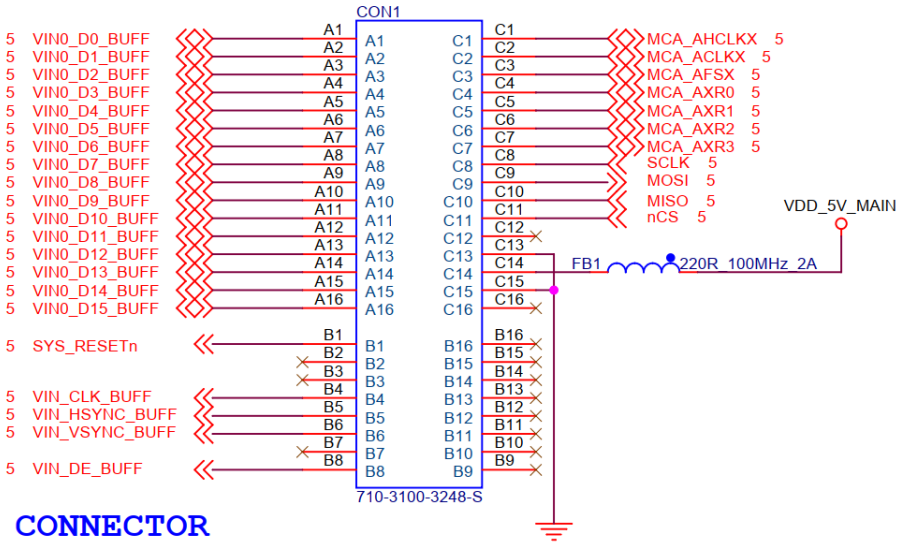 CON1
5 VIN0_D0_BUFF A1 A1 C1 C1 MCA_AHCLKX 5
5 VIN0_D1_BUFF A2 A2 C2 C2 MCA_ACLKX 5
5 VIN0_D2_BUFF A3 A3 C3 C3 MCA_AFSX 5
5 VIN0_D3_BUFF A4 A4 C4 C4 MCA_AXR0 5
5 VIN0_D4_BUFF A5 A5 C5 C5 MCA_AXR1 5
5 VIN0_D5_BUFF A6 A6 C6 C6 MCA_AXR2 5
5 VIN0_D6_BUFF A7 A7 C7 C7 MCA_AXR3 5
5 VIN0_D7_BUFF A8 A8 C8 C8 SCLK 5
5 VIN0_D8_BUFF A9 A9 C9 C9 MOSI 5
5 VIN0_D9_BUFF A10 A10 C10 C10 MISO 5
5 VIN0_D10_BUFF A11 A11 C11 C11 nCS 5
VDD_5V_MAIN
5 VIN0_D11_BUFF A12 A12 C12 C12
5 VIN0_D12_BUFF A13 A13 C13 C13
5 VIN0_D13_BUFF A14 A14 C14 C14 FB1 220R_100MHz_2A
5 VIN0_D14_BUFF A15 A15 C15 C15
5 VIN0_D15_BUFF A16 A16 C16 C16
5 SYS_RESETn B1 B1 B16 B16
B2 B2 B15 B15
B3 B3 B14 B14
5 VIN_CLK_BUFF B4 B4 B13 B13
5 VIN_HSYNC_BUFF B5 B5 B12 B12
5 VIN_VSYNC_BUFF B6 B6 B11 B11
B7 B7 B10 B10
5 VIN_DE_BUFF B8 B8 B9 B9
710-3100-3248-S
CONNECTOR